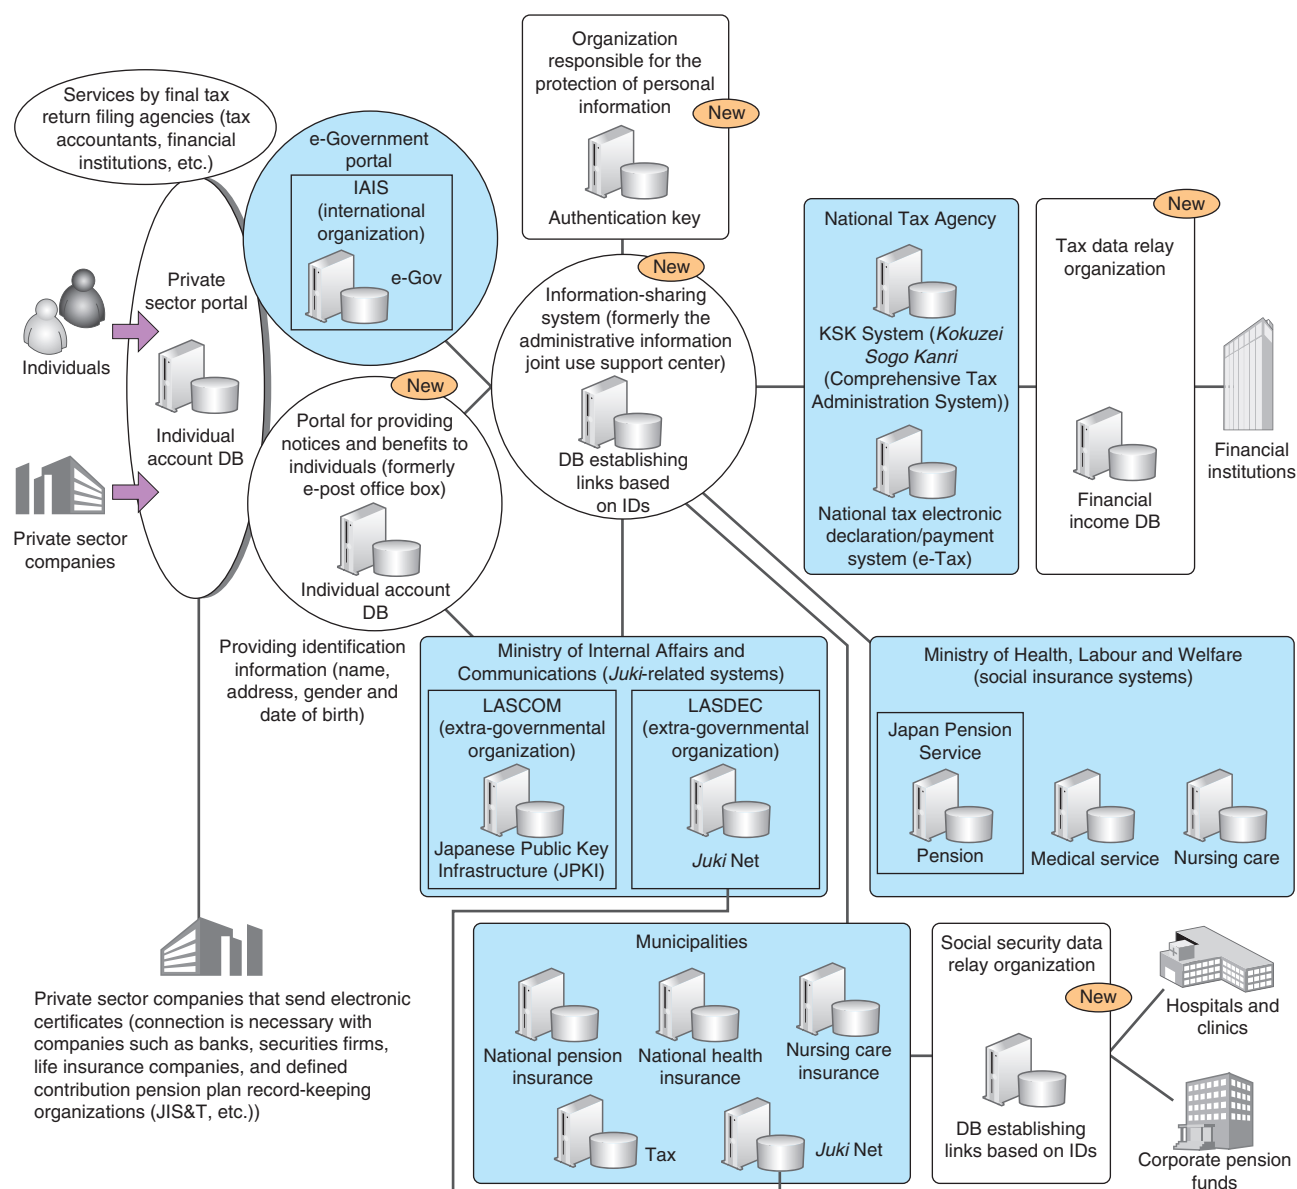 Organization
responsible for the
protection of personal
information
New
Authentication key
Services by final tax
return filing agencies (tax
accountants, financial
institutions, etc.)
e-Government
portal
IAIS
(international
organization)
e-Gov
Private
sector portal
Individual
account DB
Individuals
Private sector
companies
New
Information-sharing
system (formerly the
administrative information
joint use support center)
DB establishing
links based
on IDs
New
Portal for providing
notices and benefits to
individuals (formerly
e-post office box)
Individual account
DB
National Tax Agency
KSK System (Kokuzei
Sogo Kanri
(Comprehensive Tax
Administration System))
National tax electronic
declaration/payment
system (e-Tax)
New
Tax data relay
organization
Financial
income DB
Financial
institutions
Providing identification
information (name,
address, gender and
date of birth)
Ministry of Internal Affairs and
Communications (Juki-related systems)
LASCOM
(extra-governmental
organization)
Japanese Public Key
Infrastructure (JPKI)
LASDEC
(extra-governmental
organization)
Juki Net
Ministry of Health, Labour and Welfare
(social insurance systems)
Japan Pension
Service
Pension
Medical service
Nursing care
Private sector companies that send electronic
certificates (connection is necessary with
companies such as banks, securities firms,
life insurance companies, and defined
contribution pension plan record-keeping
organizations (JIS&T, etc.))
Municipalities
National pension
insurance
National health
insurance
Nursing care
insurance
Tax
Juki Net
Social security data
relay organization
New
DB establishing
links based on IDs
Hospitals and
clinics
Corporate pension
funds